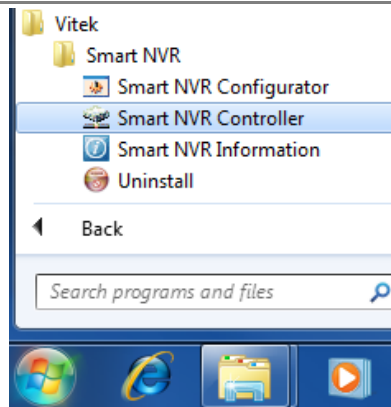 Vitek
Smart NVR
Smart NVR Configurator
Smart NVR Controller
Smart NVR Information
Uninstall
Back
Search programs and files